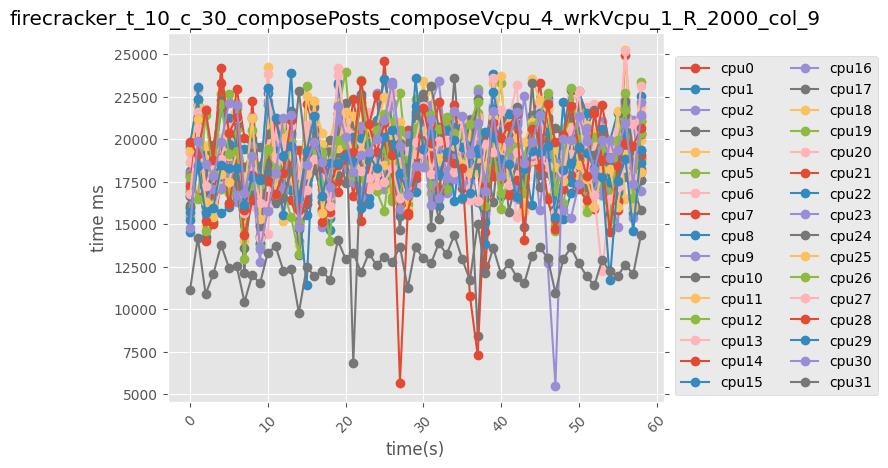 firecracker_t_10_c_30_composePosts_composeVcpu_4_wrkVcpu_1_R_2000_col_9
25000
22500
20000
17500
15000
12500
10000
7500
5000
time ms
0
10
20
30
40
50
60
time(s)
cpu0
cpu1
cpu2
cpu3
cpu4
cpu5
cpu6
cpu7
cpu8
cpu9
cpu10
cpu11
cpu12
cpu13
cpu14
cpu15
cpu16
cpu17
cpu18
cpu19
cpu20
cpu21
cpu22
cpu23
cpu24
cpu25
cpu26
cpu27
cpu28
cpu29
cpu30
cpu31